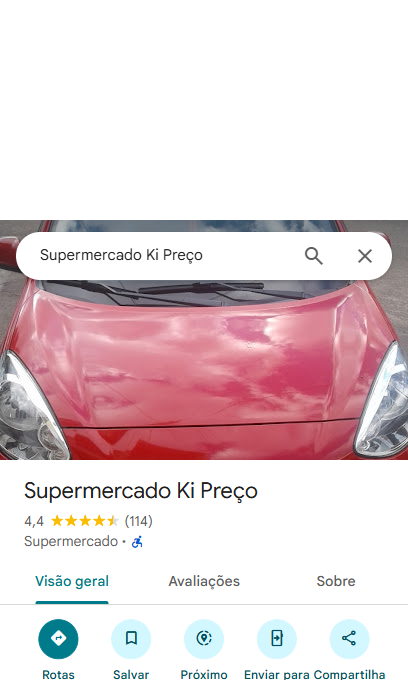 Supermercado Ki Preço
Supermercado Ki Preço
4,4 (114)
Supermercado ·
Visão geral Avaliações Sobre
Rotas Salvar Próximo Enviar para Compartilha